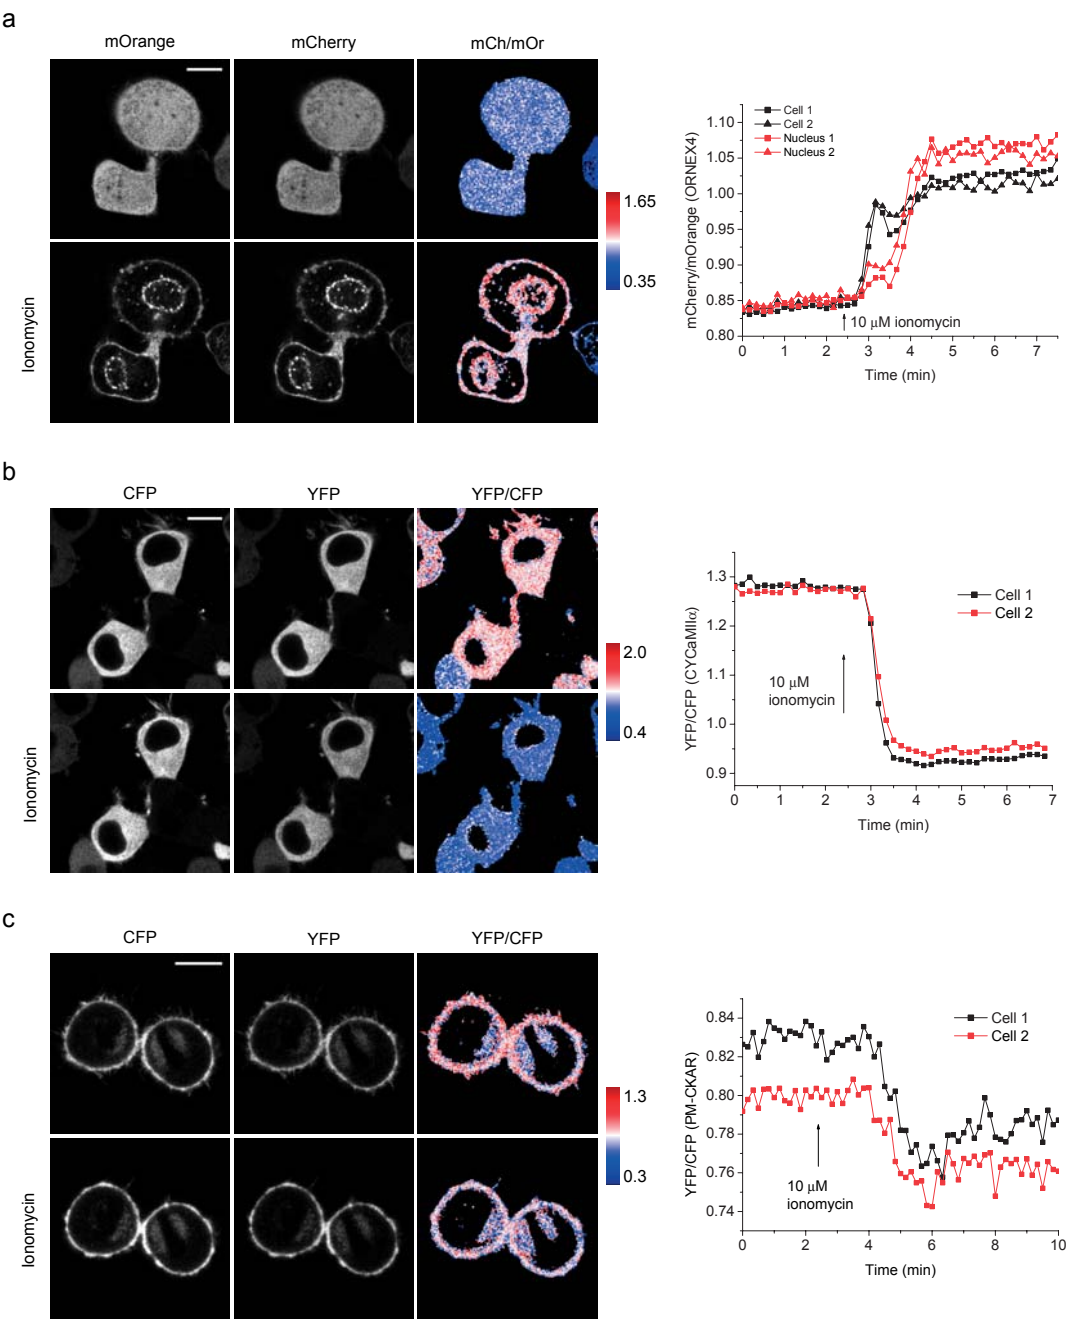 a
mOrange mCherry mCh/mOr
Ionomycin
1.65
0.35
mCherry/mOrange (ORNEX4)
1.10
1.05
1.00
0.95
0.90
0.85
0.80
Cell 1
Cell 2
Nucleus 1
Nucleus 2
10 μM ionomycin
0 1 2 3 4 5 6 7
Time (min)
b
CFP YFP YFP/CFP
Ionomycin
2.0
0.4
YFP/CFP (CYCaMIIα)
1.3
1.2
1.1
1.0
0.9
Cell 1
Cell 2
10 μM
ionomycin
0 1 2 3 4 5 6 7
Time (min)
c
CFP YFP YFP/CFP
Ionomycin
1.3
0.3
YFP/CFP (PM-CKAR)
0.84
0.82
0.80
0.78
0.76
0.74
Cell 1
Cell 2
10 μM
ionomycin
0 2 4 6 8 10
Time (min)